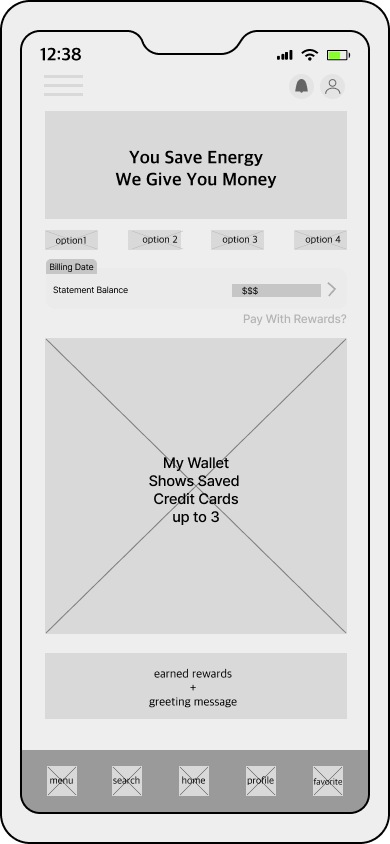 12:38
You Save Energy
We Give You Money
option1
option 2
option 3
option 4
Billing Date
Statement Balance
$$$
Pay With Rewards?
My Wallet
Shows Saved
Credit Cards
up to 3
earned rewards
+
greeting message
menu
search
home
profile
favorite